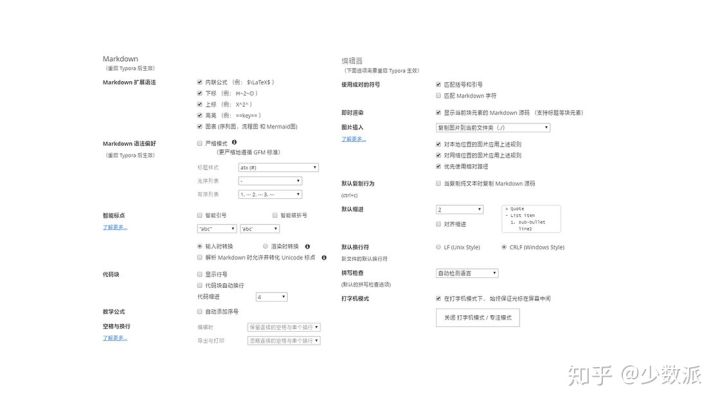 Markdown
(重启 Typora 后生效)
Markdown 扩展语法
内联公式 (例: $\LaTeX$ )
下标 (例: H~2~O )
上标 (例: X^2^ )
高亮 (例: ==key== )
图表 (序列图, 流程图 和 Mermaid图)
Markdown 语法偏好
(重启 Typora 后生效)
严格模式
(更严格地遵循 GFM 标准)
标题样式 atx (#)
无序列表 -
有序列表 1. ··· 2. ··· 3. ···
智能标点
了解更多...
智能引号 智能破折号
"abc" 'abc'
输入时转换 渲染时转换
解析 Markdown 时允许并转化 Unicode 标点
代码块
显示行号
代码块自动换行
代码缩进 4
数学公式
自动添加序号
空格与换行
了解更多...
编辑时 保留连续的空格与单个换行
导出与打印 忽略连续的空格与单个换行
编辑器
(下面选项需要重启 Typora 生效)
使用成对的符号
匹配括号和引号
匹配 Markdown 字符
即时渲染
显示当前块元素的 Markdown 源码 (支持标题等块元素)
图片插入
了解更多...
复制图片到当前文件夹 (./)
对本地位置的图片应用上述规则
对网络位置的图片应用上述规则
优先使用相对路径
默认复制行为
(ctrl+c)
当复制纯文本时复制 Markdown 源码
默认缩进
2
对齐缩进
> Quote
- List item
1. sub-bullet
line2
默认换行符
新文件的默认换行符
LF (Unix Style) CRLF (Windows Style)
拼写检查
(默认的拼写检查选项)
自动检测语言
打字机模式
在打字机模式下, 始终保证光标在屏幕中间
关闭 打字机模式 / 专注模式
知乎 @少数派